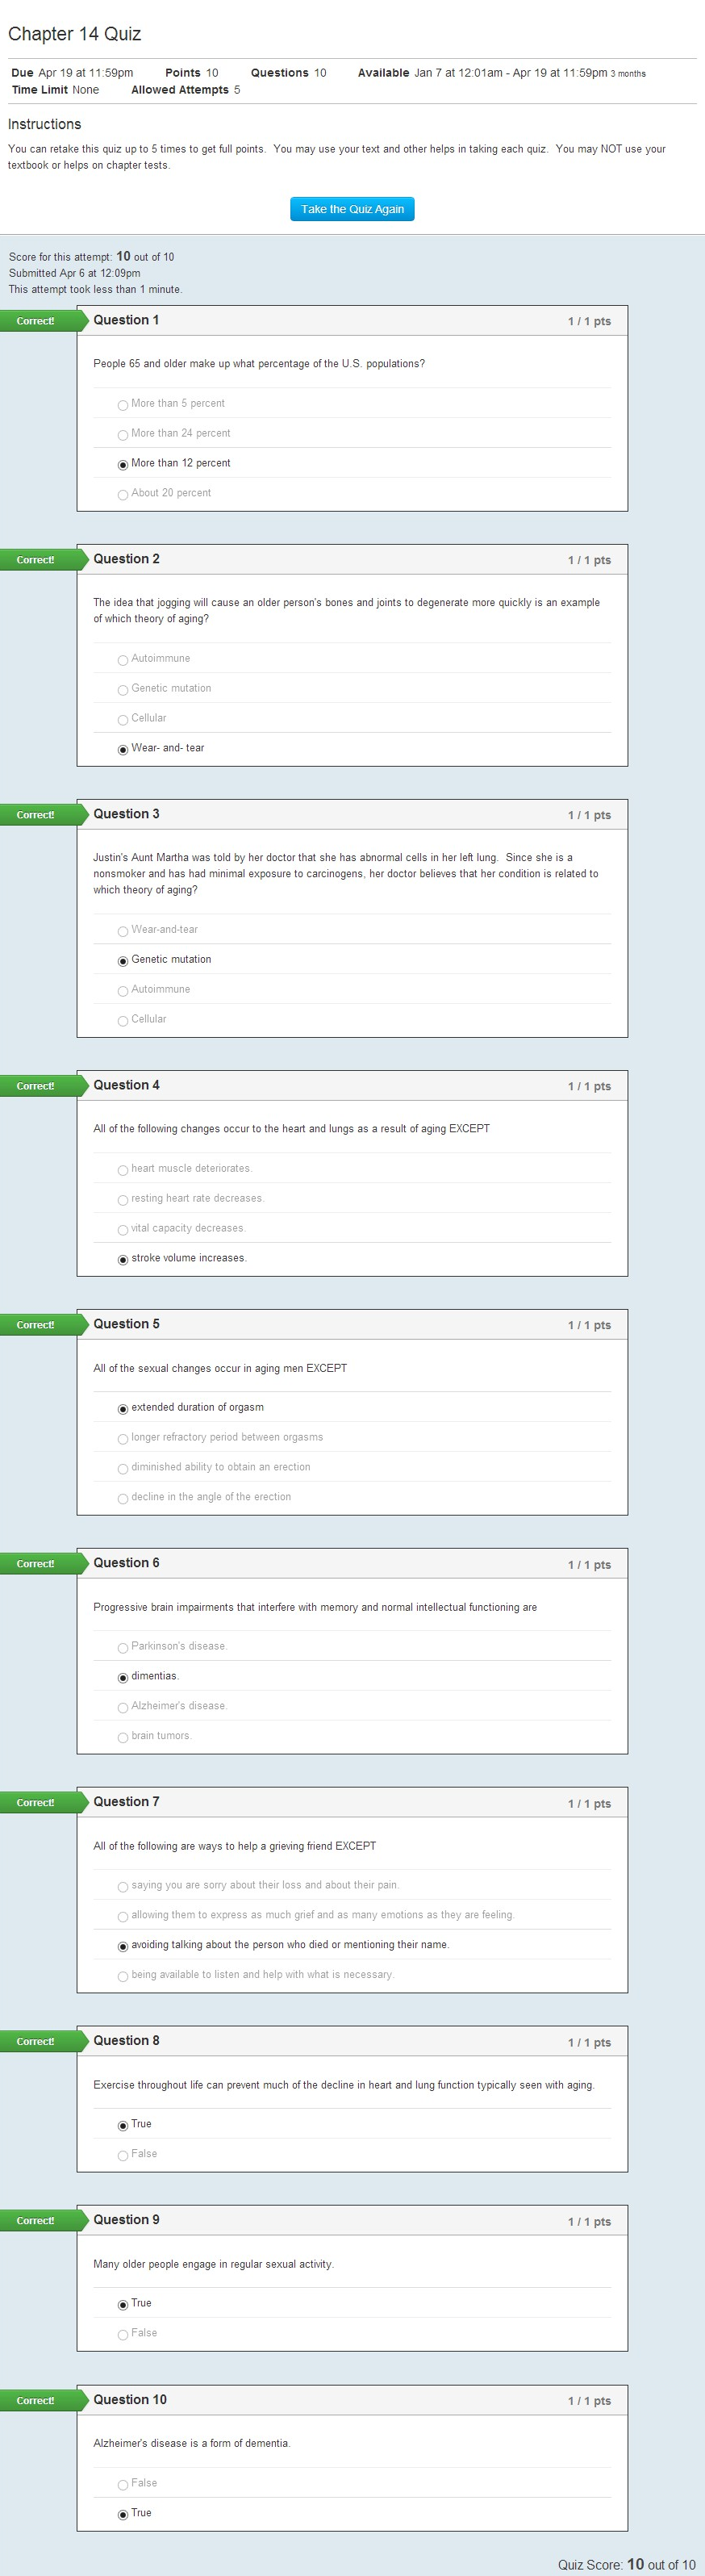 Chapter 14 Quiz
Due Apr 19 at 11:59pm Points 10 Questions 10 Available Jan 7 at 12:01am - Apr 19 at 11:59pm 3 months
Time Limit None Allowed Attempts 5
Instructions
You can retake this quiz up to 5 times to get full points. You may use your text and other helps in taking each quiz. You may NOT use your
textbook or helps on chapter tests.
Take the Quiz Again
Score for this attempt: 10 out of 10
Submitted Apr 6 at 12:09pm
This attempt took less than 1 minute.
Correct! Question 1 1 / 1 pts
People 65 and older make up what percentage of the U.S. populations?
More than 5 percent
More than 24 percent
More than 12 percent
About 20 percent
Correct! Question 2 1 / 1 pts
The idea that jogging will cause an older person's bones and joints to degenerate more quickly is an example
of which theory of aging?
Autoimmune
Genetic mutation
Cellular
Wear- and- tear
Correct! Question 3 1 / 1 pts
Justin's Aunt Martha was told by her doctor that she has abnormal cells in her left lung. Since she is a
nonsmoker and has had minimal exposure to carcinogens, her doctor believes that her condition is related to
which theory of aging?
Wear-and-tear
Genetic mutation
Autoimmune
Cellular
Correct! Question 4 1 / 1 pts
All of the following changes occur to the heart and lungs as a result of aging EXCEPT
heart muscle deteriorates.
resting heart rate decreases.
vital capacity decreases.
stroke volume increases.
Correct! Question 5 1 / 1 pts
All of the sexual changes occur in aging men EXCEPT
extended duration of orgasm
longer refractory period between orgasms
diminished ability to obtain an erection
decline in the angle of the erection
Correct! Question 6 1 / 1 pts
Progressive brain impairments that interfere with memory and normal intellectual functioning are
Parkinson's disease.
dimentias.
Alzheimer's disease.
brain tumors.
Correct! Question 7 1 / 1 pts
All of the following are ways to help a grieving friend EXCEPT
saying you are sorry about their loss and about their pain.
allowing them to express as much grief and as many emotions as they are feeling.
avoiding talking about the person who died or mentioning their name.
being available to listen and help with what is necessary.
Correct! Question 8 1 / 1 pts
Exercise throughout life can prevent much of the decline in heart and lung function typically seen with aging.
True
False
Correct! Question 9 1 / 1 pts
Many older people engage in regular sexual activity.
True
False
Correct! Question 10 1 / 1 pts
Alzheimer's disease is a form of dementia.
False
True
Quiz Score: 10 out of 10